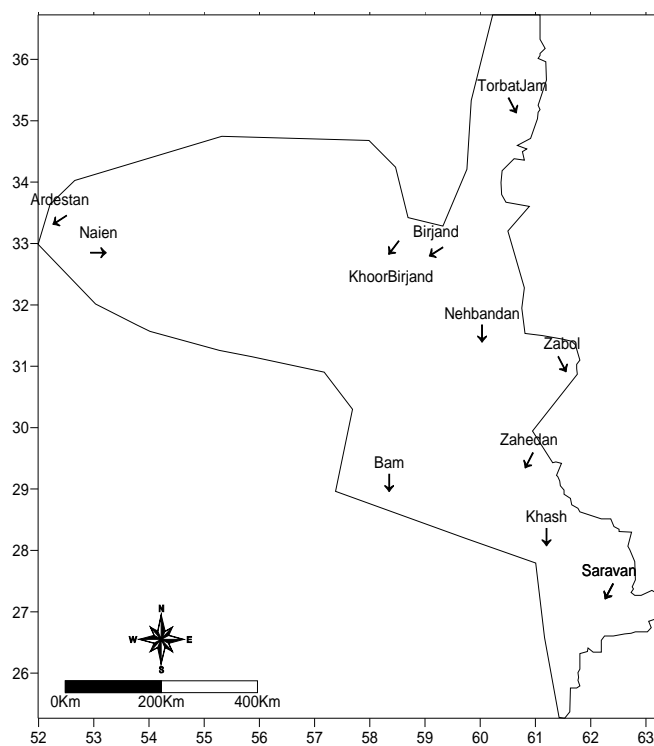 36
TorbatJam
35
34
Ardestan
Naien
Birjand
33
KhoorBirjand
32
Nehbandan
Zabol
31
30
Zahedan
Bam
29
Khash
28
Saravan
27
N
W E
S
26
0Km 200Km 400Km
52 53 54 55 56 57 58 59 60 61 62 63